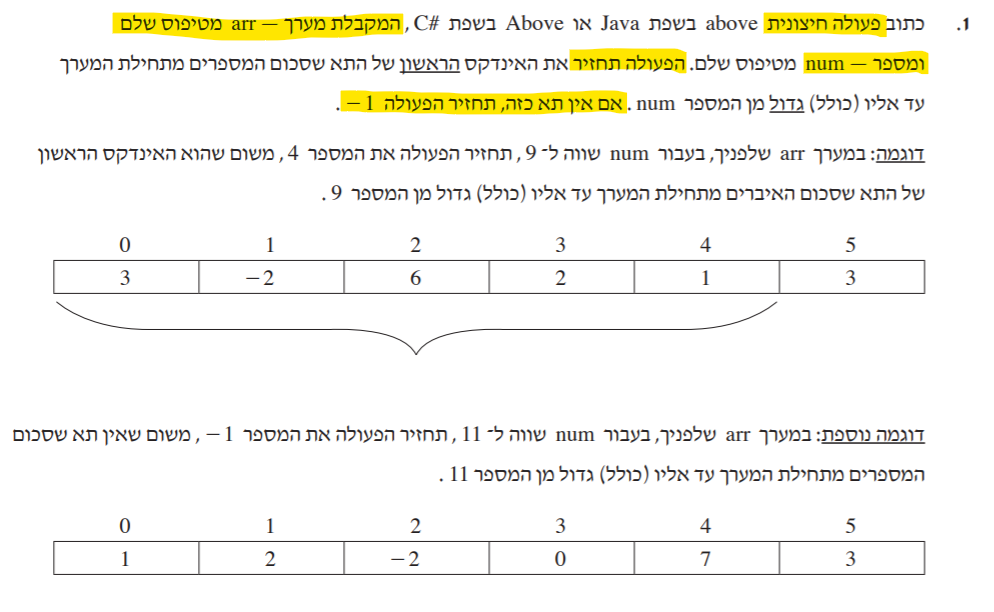 1. כתוב פעולה חיצונית above בשפת Java או Above בשפת C#, המקבלת מערך — arr מטיפוס שלם
ומספר — num מטיפוס שלם. הפעולה תחזיר את האינדקס הראשון של התא שסכום המספרים מתחילת המערך
עד אליו (כולל) גדול מן המספר num. אם אין תא כזה, תחזיר הפעולה 1 –.
דוגמה: במערך arr שלפניך, בעבור num שווה ל־ 9, תחזיר הפעולה את המספר 4, משום שהוא האינדקס הראשון
של התא שסכום האיברים מתחילת המערך עד אליו (כולל) גדול מן המספר 9.
0 1 2 3 4 5
3 –2 6 2 1 3
דוגמה נוספת: במערך arr שלפניך, בעבור num שווה ל־ 11, תחזיר הפעולה את המספר 1 –, משום שאין תא שסכום
המספרים מתחילת המערך עד אליו (כולל) גדול מן המספר 11.
0 1 2 3 4 5
1 2 –2 0 7 3